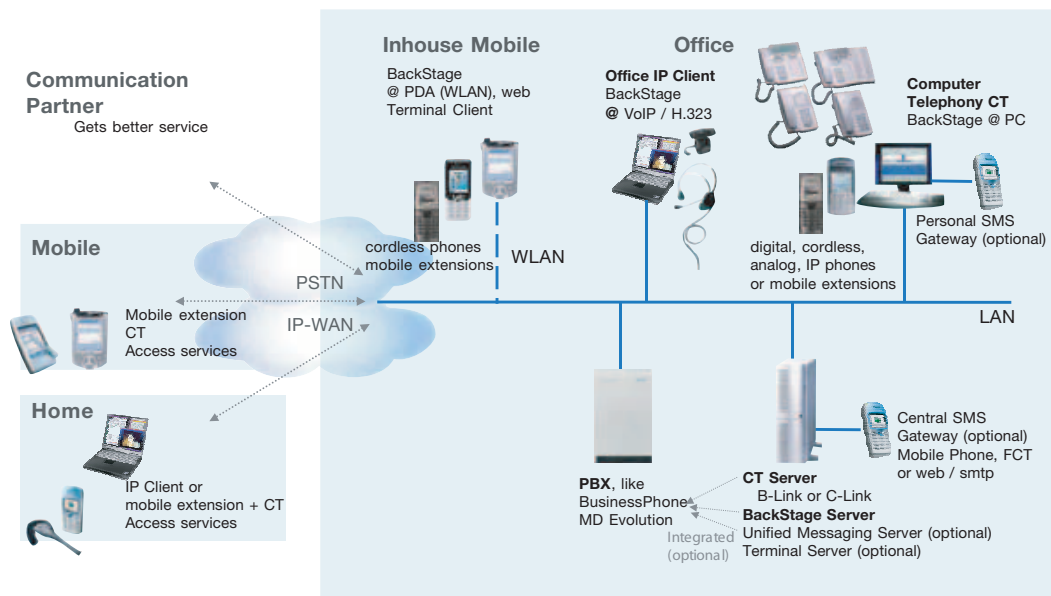 Communication
Partner
Gets better service
Inhouse Mobile
BackStage
@ PDA (WLAN), web
Terminal Client
Office
Office IP Client
BackStage
@ VoIP / H.323
Computer
Telephony CT
BackStage @ PC
Personal SMS
Gateway (optional)
cordless phones
mobile extensions
WLAN
digital, cordless,
analog, IP phones
or mobile extensions
Mobile
PSTN
IP-WAN
LAN
Mobile extension
CT
Access services
Home
IP Client or
mobile extension + CT
Access services
PBX, like
BusinessPhone
MD Evolution
Integrated
(optional)
CT Server
B-Link or C-Link
BackStage Server
Unified Messaging Server (optional)
Terminal Server (optional)
Central SMS
Gateway (optional)
Mobile Phone, FCT
or web / smtp